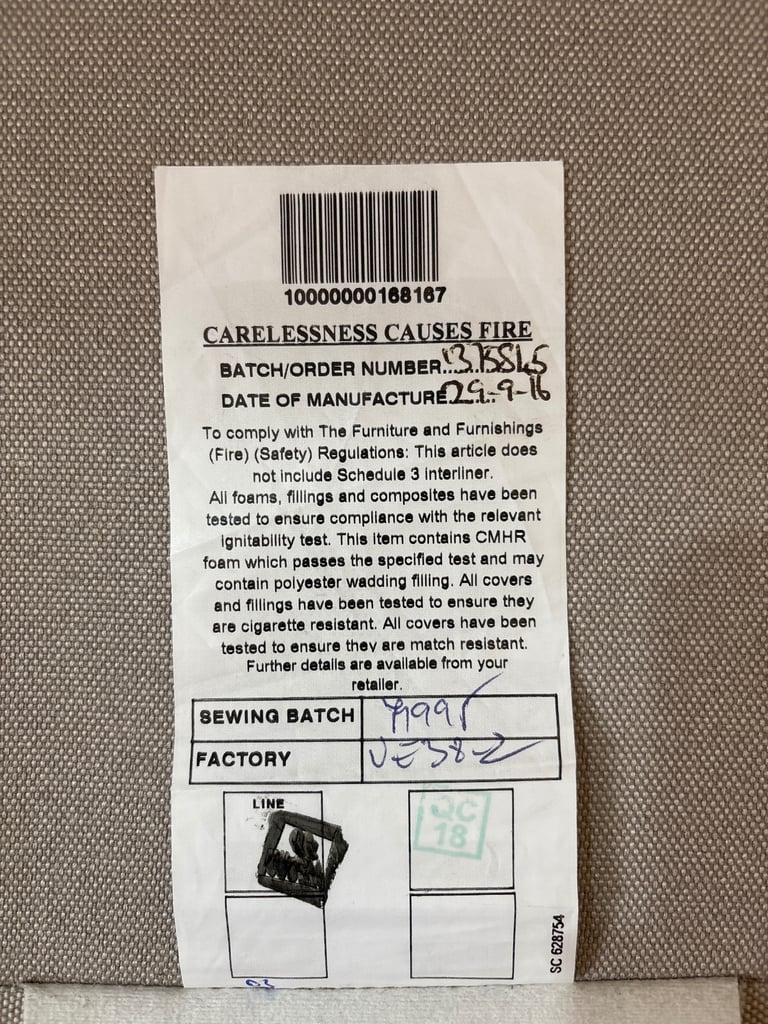 10000000168167
CARELESSNESS CAUSES FIRE
BATCH/ORDER NUMBER
DATE OF MANUFACTURE 29-9-16
To comply with The Furniture and Furnishings
(Fire) (Safety) Regulations: This article does
not include Schedule 3 interliner.
All foams, fillings and composites have been
tested to ensure compliance with the relevant
ignitability test. This item contains CMHR
foam which passes the specified test and may
contain polyester wadding filling. All covers
and fillings have been tested to ensure they
are cigarette resistant. All covers have been
tested to ensure they are match resistant.
Further details are available from your
retailer.
SEWING BATCH
FACTORY
LINE
QC
18
SC 628754